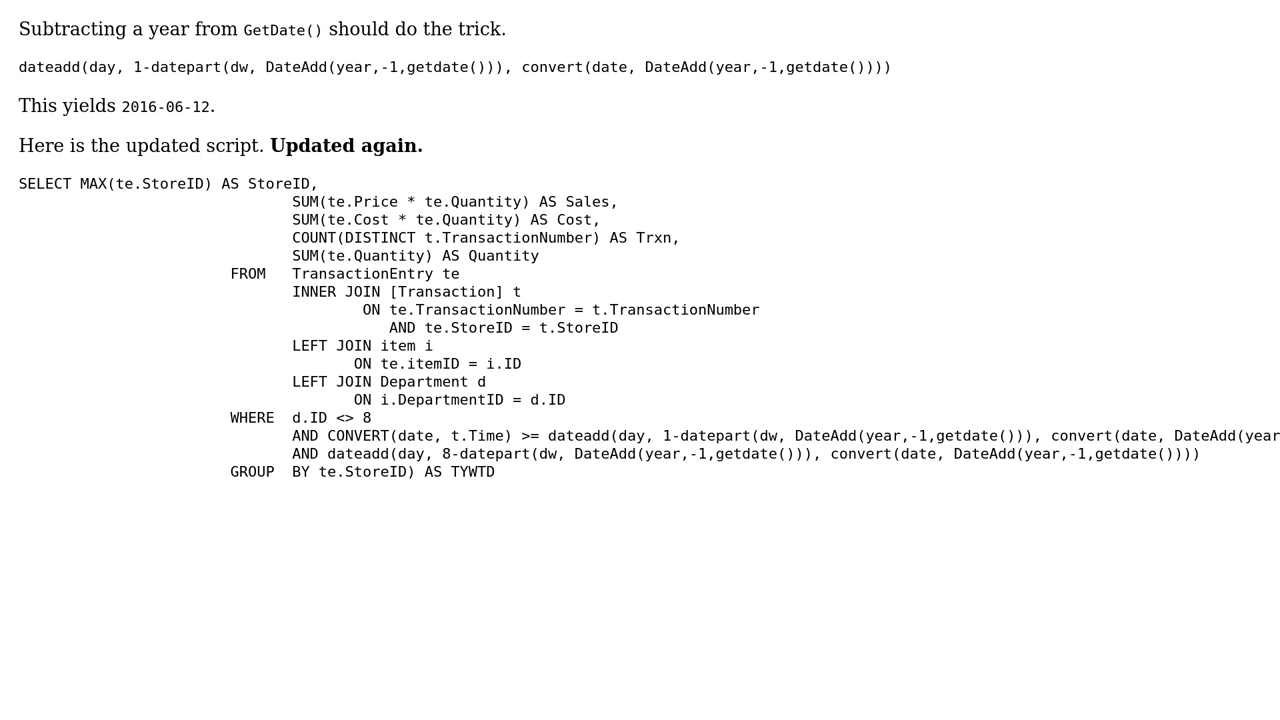 Subtracting a year from GetDate() should do the trick.
dateadd(day, 1-datepart(dw, DateAdd(year,-1,getdate())), convert(date, DateAdd(year,-1,getdate())))
This yields 2016-06-12.
Here is the updated script. Updated again.
SELECT MAX(te.StoreID) AS StoreID,
SUM(te.Price * te.Quantity) AS Sales,
SUM(te.Cost * te.Quantity) AS Cost,
COUNT(DISTINCT t.TransactionNumber) AS Trxn,
SUM(te.Quantity) AS Quantity
FROM   TransactionEntry te
INNER JOIN [Transaction] t
ON te.TransactionNumber = t.TransactionNumber
AND te.StoreID = t.StoreID
LEFT JOIN item i
ON te.itemID = i.ID
LEFT JOIN Department d
ON i.DepartmentID = d.ID
WHERE  d.ID <> 8
AND CONVERT(date, t.Time) >= dateadd(day, 1-datepart(dw, DateAdd(year,-1,getdate())), convert(date, DateAdd(year
AND dateadd(day, 8-datepart(dw, DateAdd(year,-1,getdate())), convert(date, DateAdd(year,-1,getdate())))
GROUP  BY te.StoreID) AS TYWTD